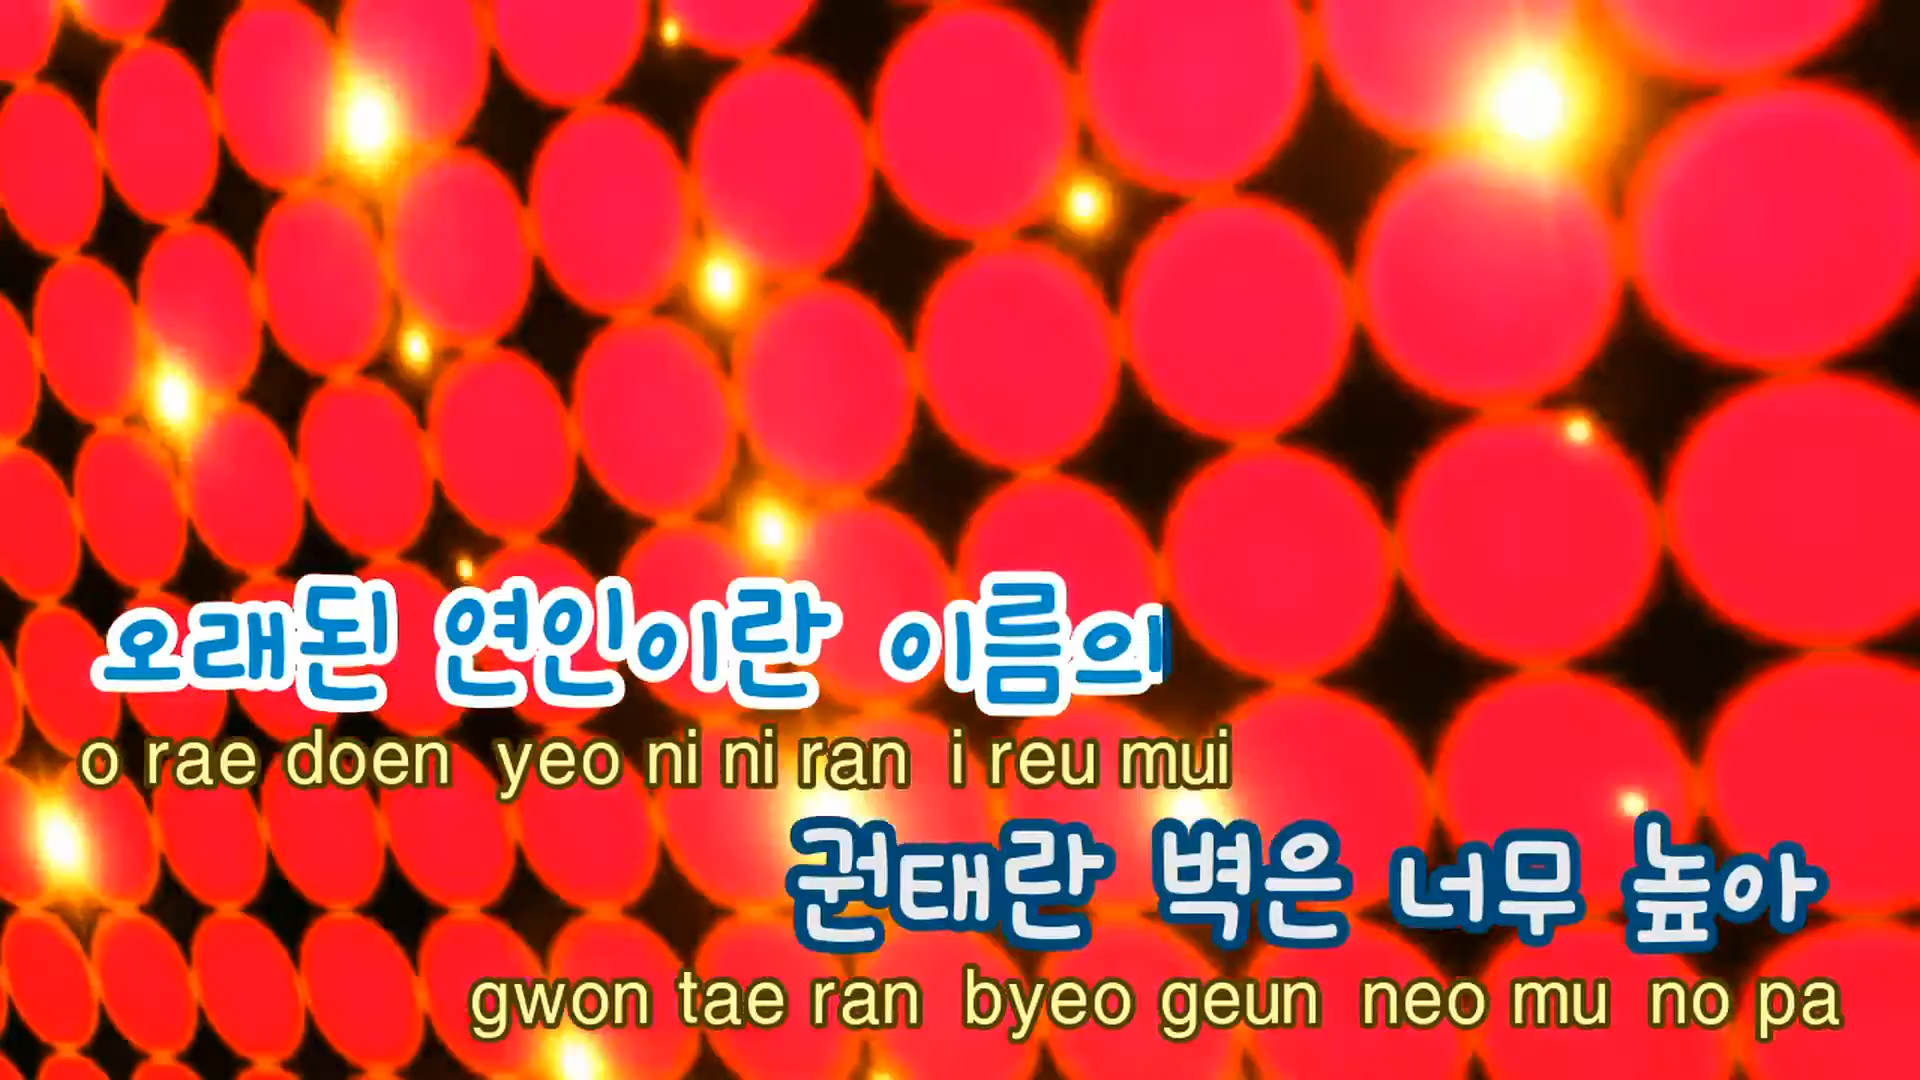 오래된 연인이란 이름의
o rae doen yeo ni ni ran i reu mui
권태란 벽은 너무 높아
gwon tae ran byeo geun neo mu no pa